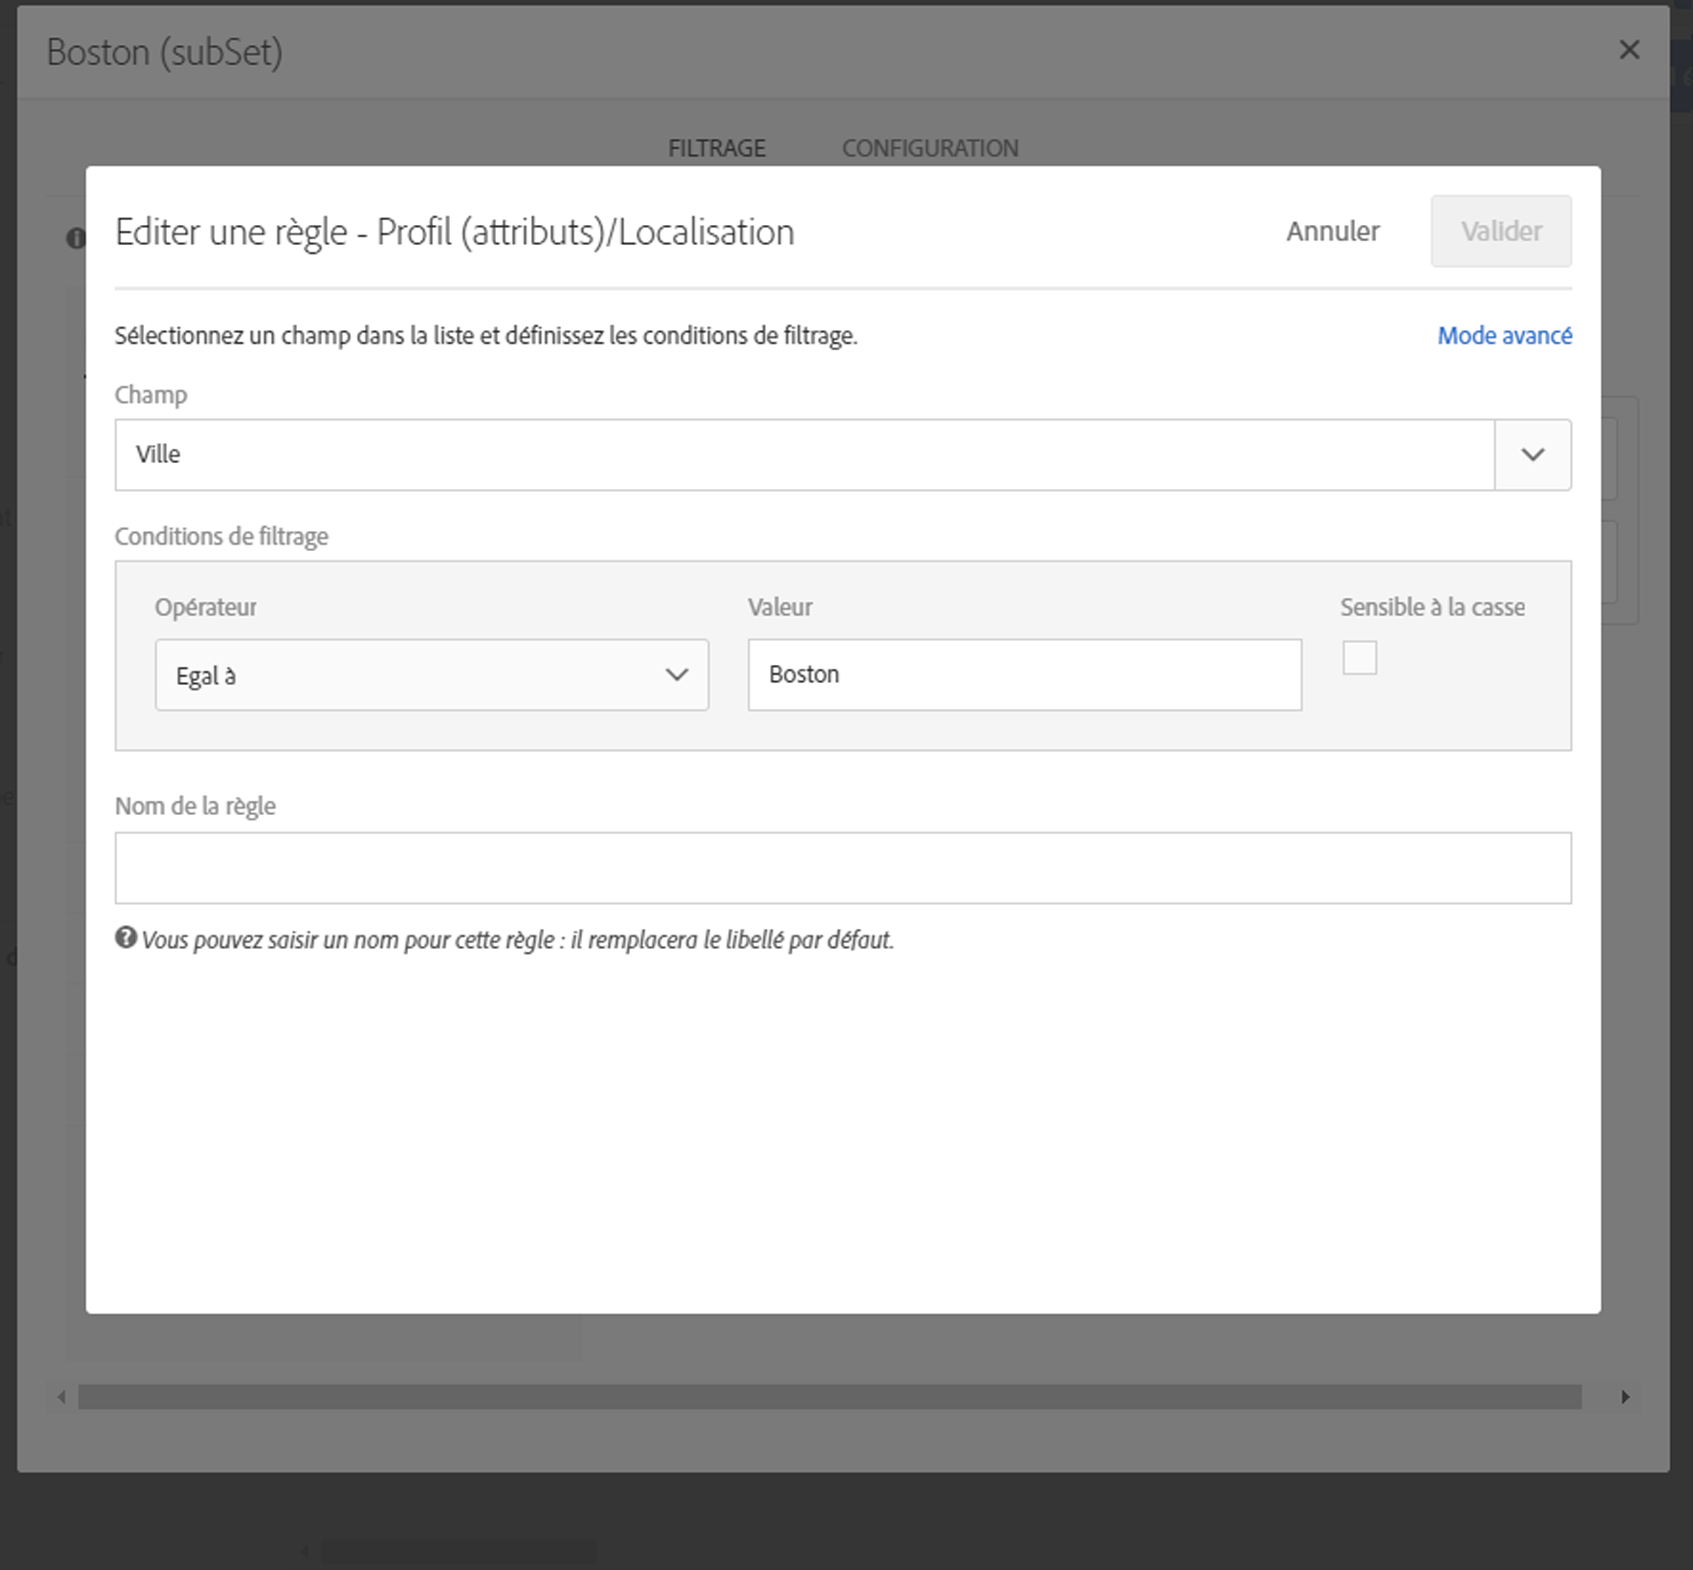 Boston (subSet)
FILTRAGE
CONFIGURATION
Editer une règle - Profil (attributs)/Localisation
Annuler
Valider
Sélectionnez un champ dans la liste et définissez les conditions de filtrage.
Mode avancé
Champ
Ville
Conditions de filtrage
Opérateur
Valeur
Sensible à la casse
Egal à
Boston
Nom de la règle
Vous pouvez saisir un nom pour cette règle : il remplacera le libellé par défaut.